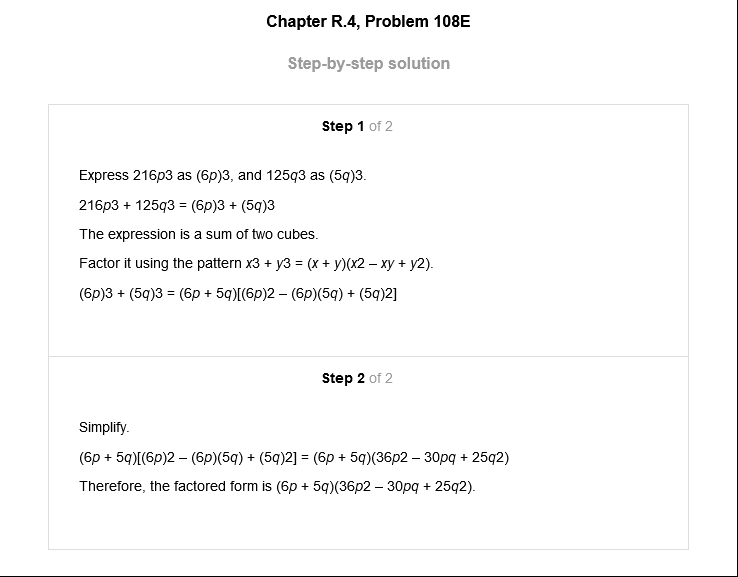 Chapter R.4, Problem 108E
Step-by-step solution
Step 1 of 2
Express 216p3 as (6p)3, and 125q3 as (5q)3.
216p3 + 125q3 = (6p)3 + (5q)3
The expression is a sum of two cubes.
Factor it using the pattern x3 + y3 = (x + y)(x2 – xy + y2).
(6p)3 + (5q)3 = (6p + 5q)[(6p)2 – (6p)(5q) + (5q)2]
Step 2 of 2
Simplify.
(6p + 5q)[(6p)2 – (6p)(5q) + (5q)2] = (6p + 5q)(36p2 – 30pq + 25q2)
Therefore, the factored form is (6p + 5q)(36p2 – 30pq + 25q2).